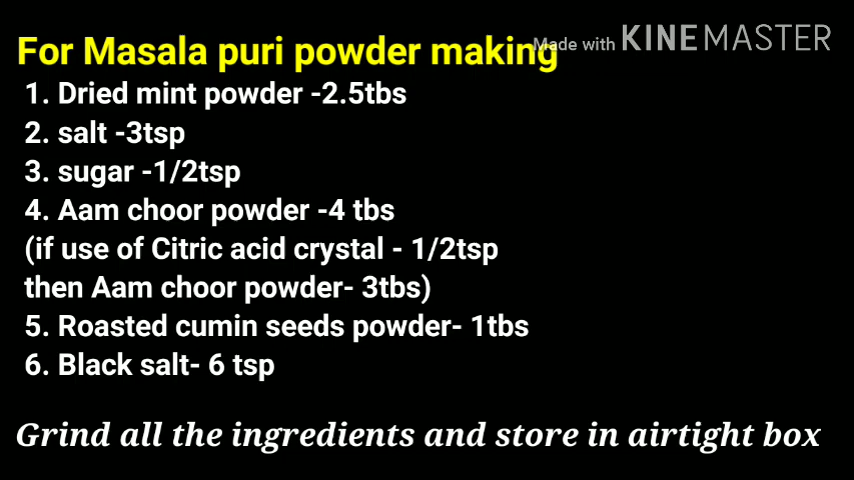 For Masala puri powder making
Made with KINEMASTER
1. Dried mint powder -2.5tbs
2. salt -3tsp
3. sugar -1/2tsp
4. Aam choor powder -4 tbs
(if use of Citric acid crystal - 1/2tsp
then Aam choor powder- 3tbs)
5. Roasted cumin seeds powder- 1tbs
6. Black salt- 6 tsp
Grind all the ingredients and store in airtight box